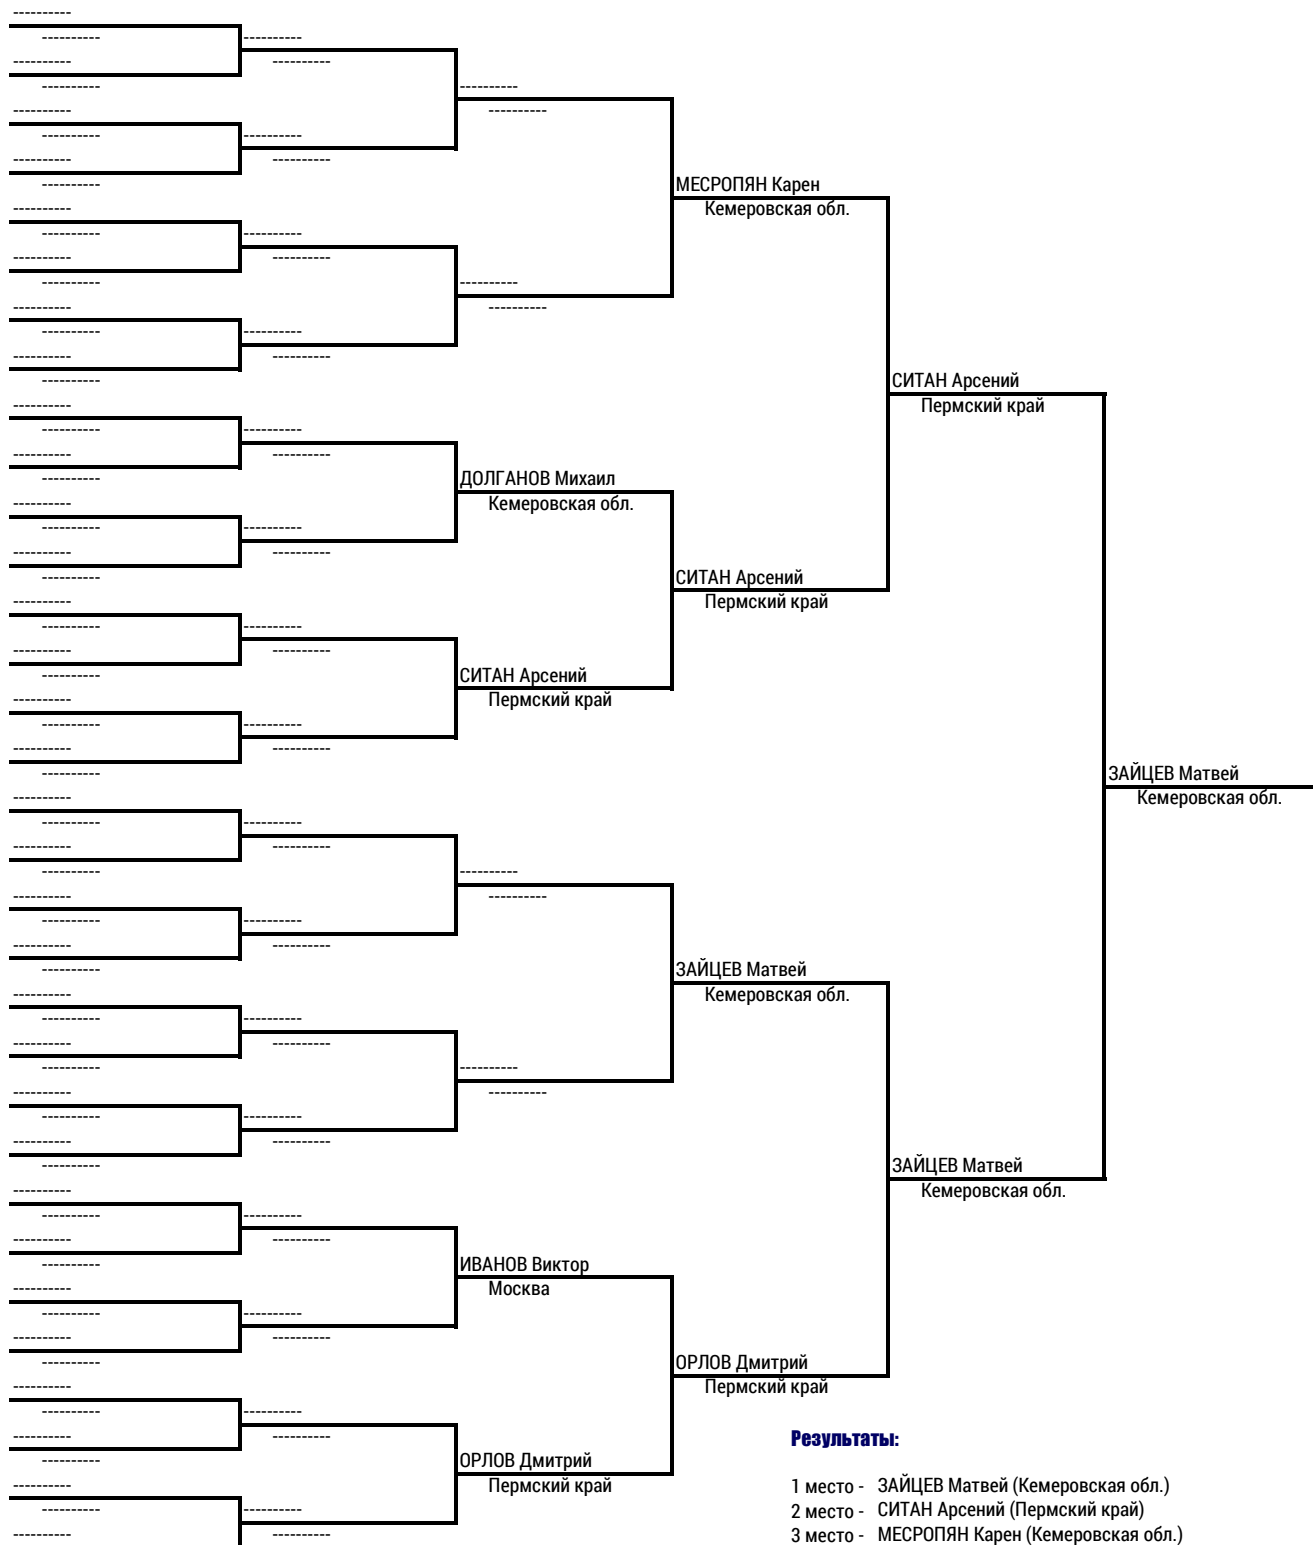 МЕСРОПЯН Карен
Кемеровская обл.
СИТАН Арсений
Пермский край
ДОЛГАНОВ Михаил
Кемеровская обл.
СИТАН Арсений
Пермский край
СИТАН Арсений
Пермский край
ЗАЙЦЕВ Матвей
Кемеровская обл.
ЗАЙЦЕВ Матвей
Кемеровская обл.
ЗАЙЦЕВ Матвей
Кемеровская обл.
ИВАНОВ Виктор
Москва
ОРЛОВ Дмитрий
Пермский край
ОРЛОВ Дмитрий
Пермский край
Результаты:
1 место - ЗАЙЦЕВ Матвей (Кемеровская обл.)
2 место - СИТАН Арсений (Пермский край)
3 место - МЕСРОПЯН Карен (Кемеровская обл.)